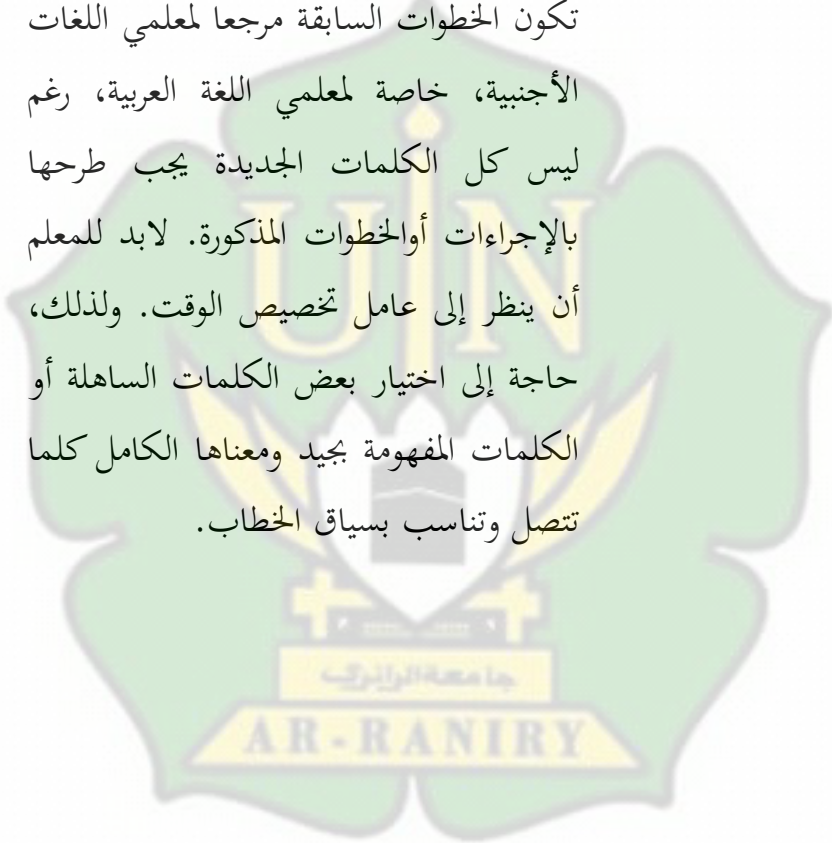 تكون الخطوات السابقة مرجعا لمعلمي اللغات
الأجنبية، خاصة لمعلمي اللغة العربية، رغم
ليس كل الكلمات الجديدة يجب طرحها
بالإجراءات أوالخطوات المذكورة. لابد للمعلم
أن ينظر إلى عامل تخصيص الوقت. ولذلك،
حاجة إلى اختيار بعض الكلمات الساهلة أو
الكلمات المفهومة بجيد ومعناها الكامل كلما
تتصل وتناسب بسياق الخطاب.
UIN
جامعة الرانري
AR-RANIRY